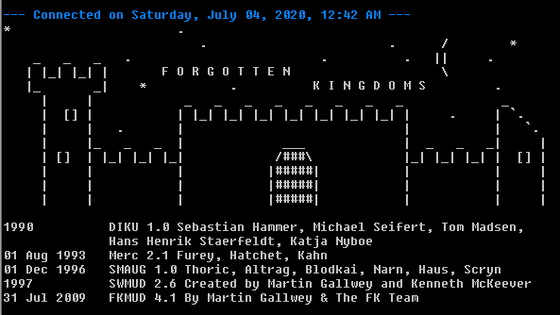 --- Connected on Saturday, July 04, 2020, 12:42 AM ---
F O R G O T T E N
K I N G D O M S
1990 DIKU 1.0 Sebastian Hammer, Michael Seifert, Tom Madsen,
Hans Henrik Staerfeldt, Katja Nyboe
01 Aug 1993 Merc 2.1 Furey, Hatchet, Kahn
01 Dec 1996 SMAUG 1.0 Thoric, Altrag, Blodkai, Narn, Haus, Scryn
1997 SWMUD 2.6 Created by Martin Gallwey and Kenneth McKeever
31 Jul 2009 FKMUD 4.1 By Martin Gallwey & The FK Team